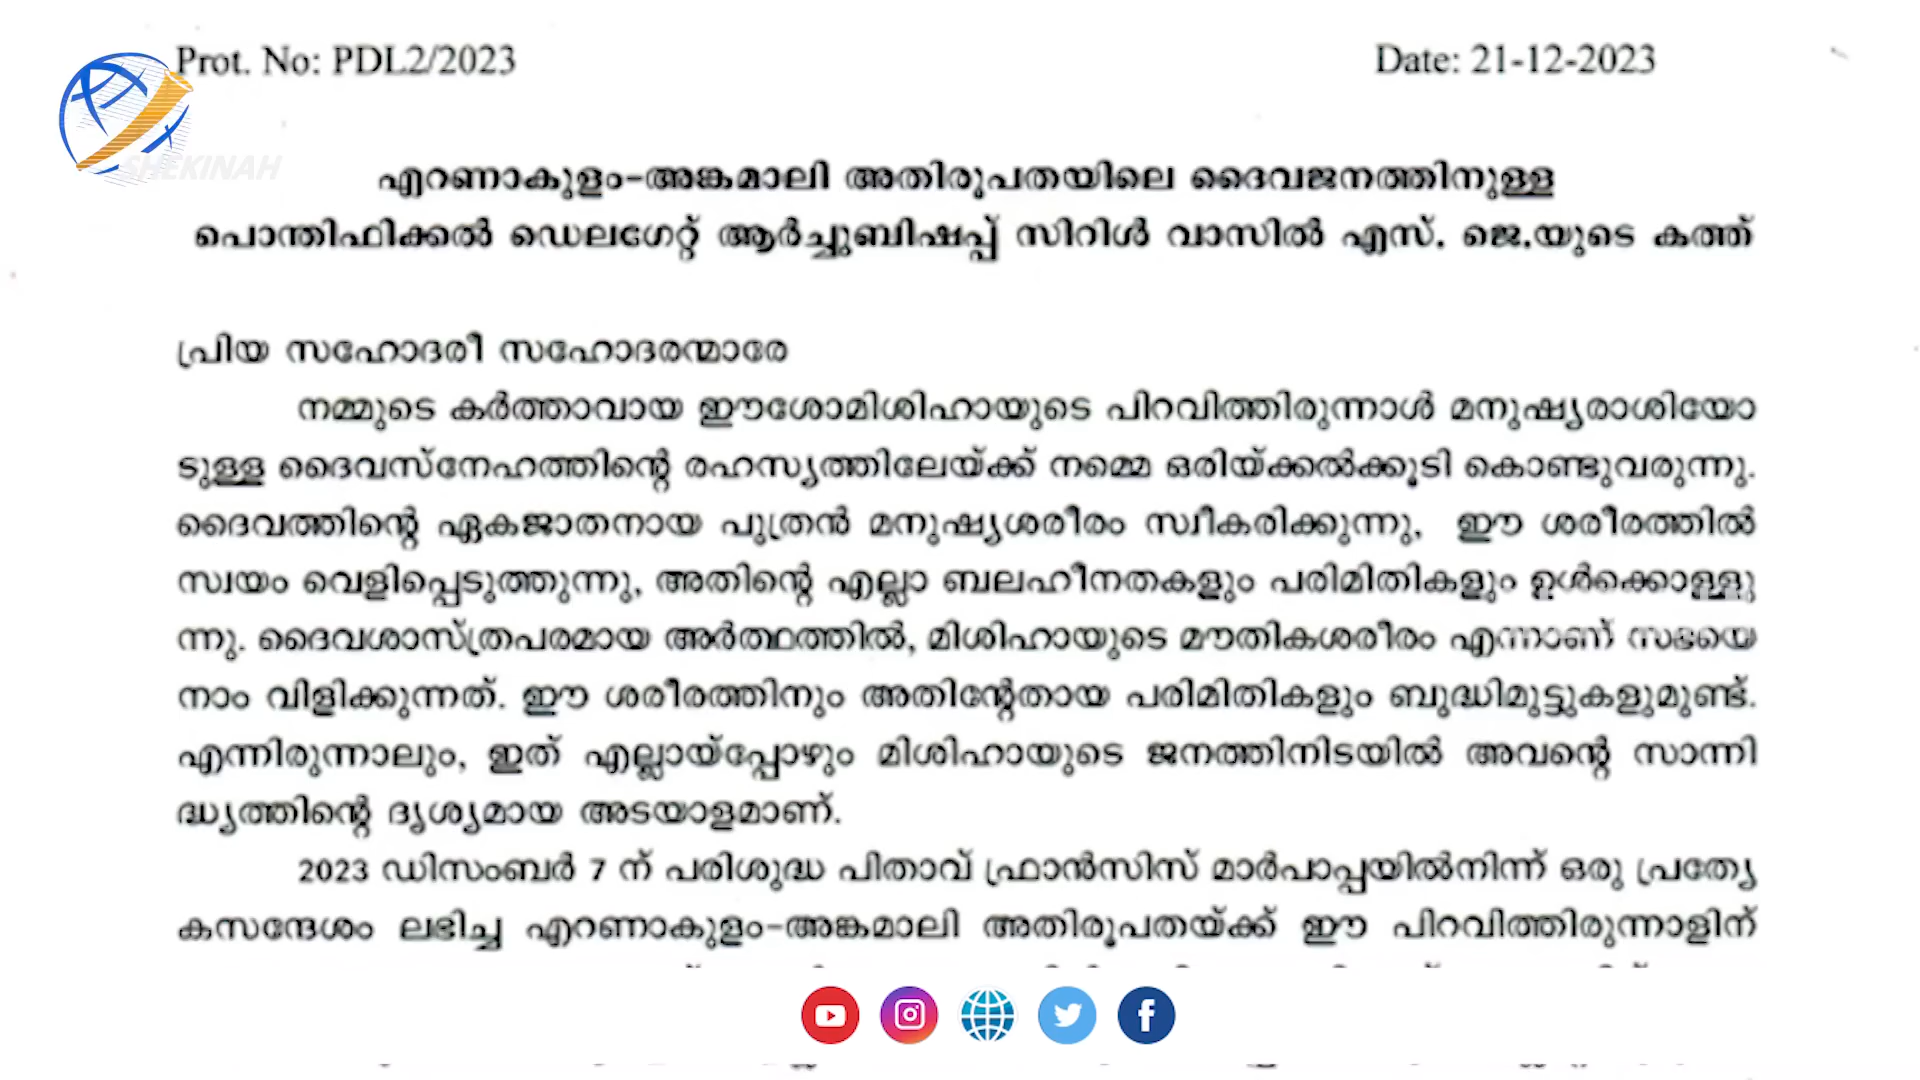 Prot. No: PDL2/2023
Date: 21-12-2023
SHEKINAH
എറണാകുളം-അങ്കമാലി അതിരുപതയിലെ ദൈവജനത്തിനുള്ള
പൊന്തിഫിക്കൽ ഡെലഗേറ്റ് ആർച്ചുബിഷപ്പ് സിറിൾ വാസിൽ എസ്. ജെ.യുടെ കത്ത്
പ്രിയ സഹോദരീ സഹോദരന്മാരേ
നമ്മുടെ കർത്താവായ ഈശോമിശിഹായുടെ പിറവിത്തിരുന്നാൾ മനുഷ്യരാശിയോ
ടുള്ള ദൈവസ്നേഹത്തിന്റെ രഹസ്യത്തിലേയ്ക്ക് നമ്മെ ഒരിയ്ക്കൽക്കൂടി കൊണ്ടുവരുന്നു.
ദൈവത്തിന്റെ ഏകജാതനായ പുത്രൻ മനുഷ്യശരീരം സ്വീകരിക്കുന്നു, ഈ ശരീരത്തിൽ
സ്വയം വെളിപ്പെടുത്തുന്നു, അതിന്റെ എല്ലാ ബലഹീനതകളും പരിമിതികളും ഉൾക്കൊള്ളു
ന്നു. ദൈവശാസ്ത്രപരമായ അർത്ഥത്തിൽ, മിശിഹായുടെ മൗതികശരീരം എന്നാണ് സഭയെ
നാം വിളിക്കുന്നത്. ഈ ശരീരത്തിനും അതിന്റേതായ പരിമിതികളും ബുദ്ധിമുട്ടുകളുമുണ്ട്.
എന്നിരുന്നാലും, ഇത് എല്ലായ്പ്പോഴും മിശിഹായുടെ ജനത്തിനിടയിൽ അവന്റെ സാന്നി
ദ്ധ്യത്തിന്റെ ദൃശ്യമായ അടയാളമാണ്.
2023 ഡിസംബർ 7 ന് പരിശുദ്ധ പിതാവ് ഫ്രാൻസിസ് മാർപാപ്പയിൽനിന്ന് ഒരു പ്രത്യേ
കസന്ദേശം ലഭിച്ച എറണാകുളം-അങ്കമാലി അതിരൂപതയ്ക്ക് ഈ പിറവിത്തിരുന്നാളിന്